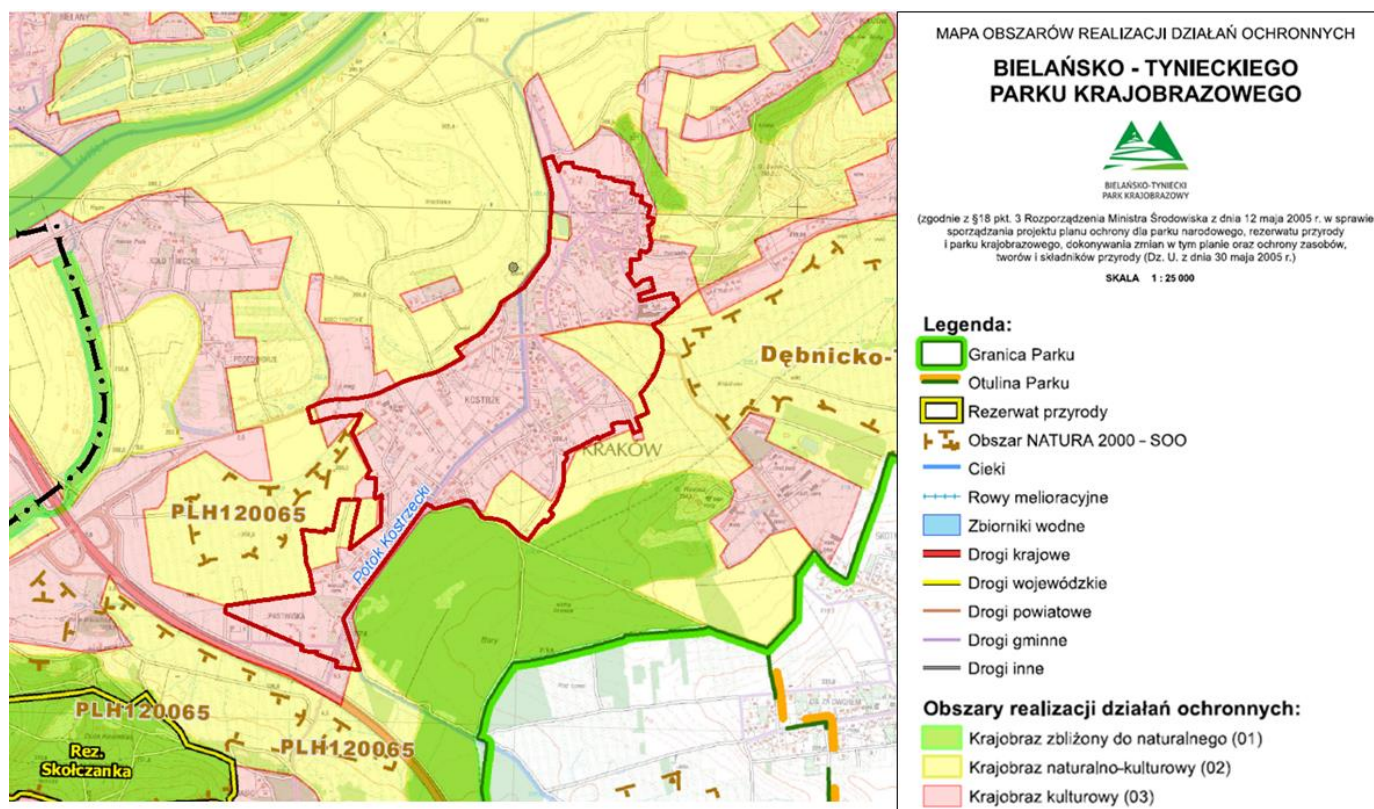 BIELANY
KOŁO TYNIECKIE
PODGÓRKI
KOSTRZE
Dębnicko-
KRAKÓW
PLH120065
Potok Kostrzecki
PASTWISKA
PLH120065
PLH120065
Rez.
Skołczanka
MAPA OBSZARÓW REALIZACJI DZIAŁAŃ OCHRONNYCH
BIELAŃSKO - TYNIECKIEGO
PARKU KRAJOBRAZOWEGO
BIELAŃSKO-TYNIECKI
PARK KRAJOBRAZOWY
(zgodnie z §18 pkt. 3 Rozporządzenia Ministra Środowiska z dnia 12 maja 2005 r. w sprawie
sporządzania projektu planu ochrony dla parku narodowego, rezerwatu przyrody
i parku krajobrazowego, dokonywania zmian w tym planie oraz ochrony zasobów,
tworów i składników przyrody (Dz. U. z dnia 30 maja 2005 r.)
SKALA 1 : 25 000
Legenda:
Granica Parku
Otulina Parku
Rezerwat przyrody
Obszar NATURA 2000 - SOO
Cieki
Rowy melioracyjne
Zbiorniki wodne
Drogi krajowe
Drogi wojewódzkie
Drogi powiatowe
Drogi gminne
Drogi inne
Obszary realizacji działań ochronnych:
Krajobraz zbliżony do naturalnego (01)
Krajobraz naturalno-kulturowy (02)
Krajobraz kulturowy (03)